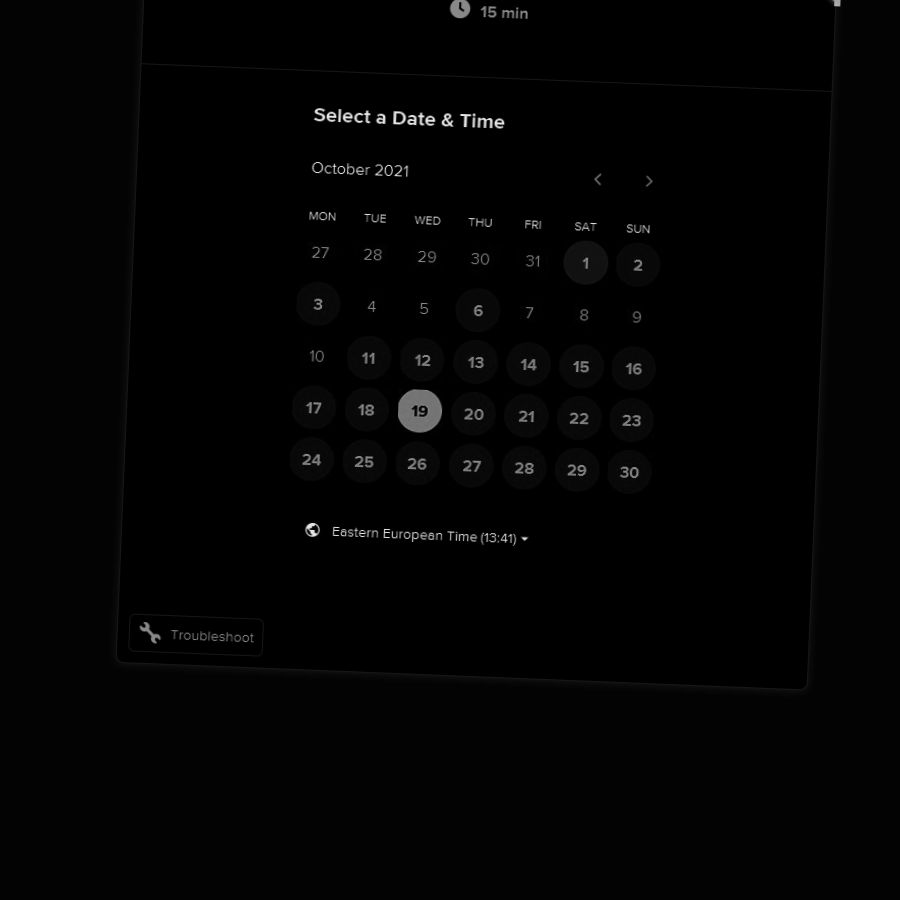 15 min
Select a Date & Time
October 2021
MON TUE WED THU FRI SAT SUN
27 28 29 30 31 1 2
3 4 5 6 7 8 9
10 11 12 13 14 15 16
17 18 19 20 21 22 23
24 25 26 27 28 29 30
Eastern European Time (13:41)
Troubleshoot